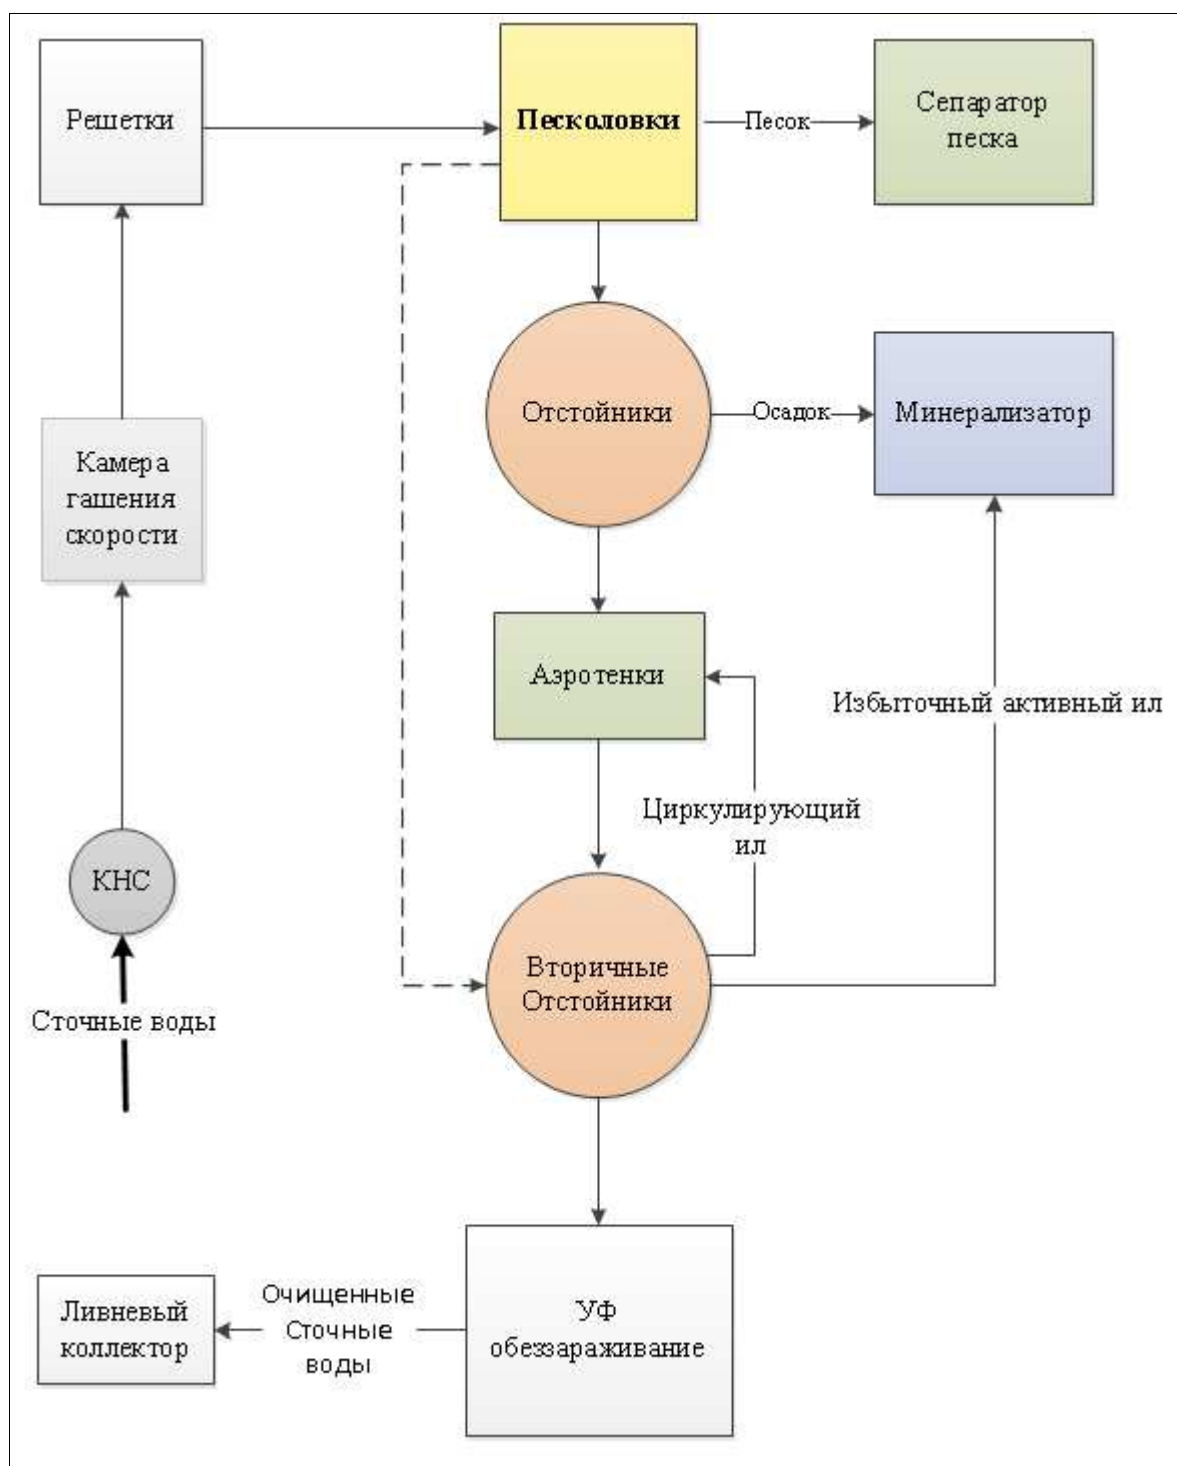 Решетки
Песколовки
Песок
Сепаратор
песка
Отстойники
Осадок
Минерализатор
Камера
гашения
скорости
Аэротенки
Избыточный активный ил
Циркулирующий
ил
КНС
Вторичные
Отстойники
Сточные воды
Ливневый
коллектор
Очищенные
Сточные
воды
УФ
обеззараживание